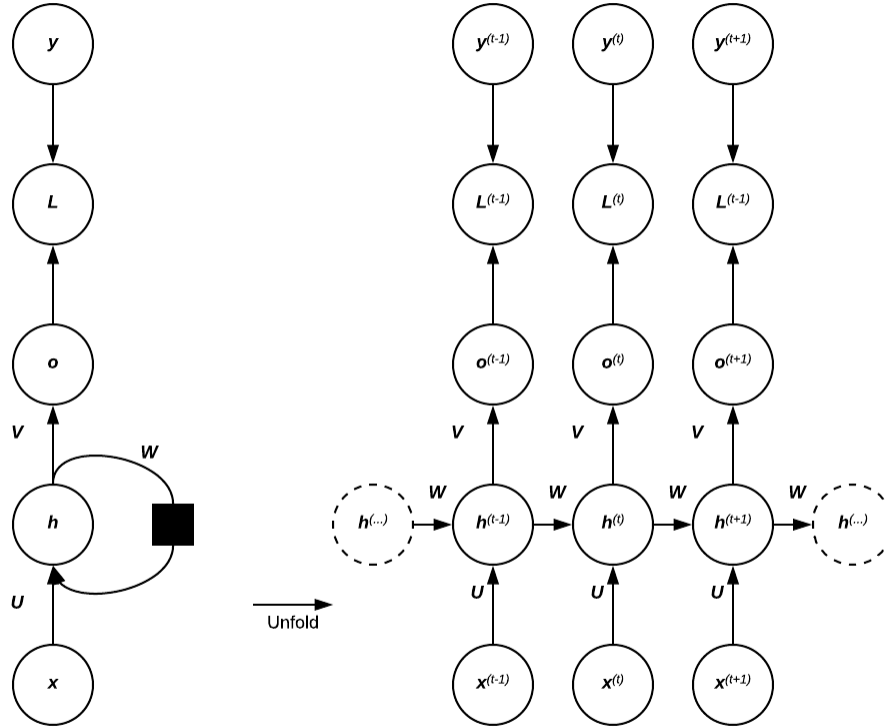 y y(t-1) y(t) y(t+1)
L L(t-1) L(t) L(t-1)
o o(t-1) o(t) o(t+1)
V V V V
W
W W W W
h h(...) h(t-1) h(t) h(t+1) h(...)
U U U U
Unfold
x x(t-1) x(t) x(t+1)